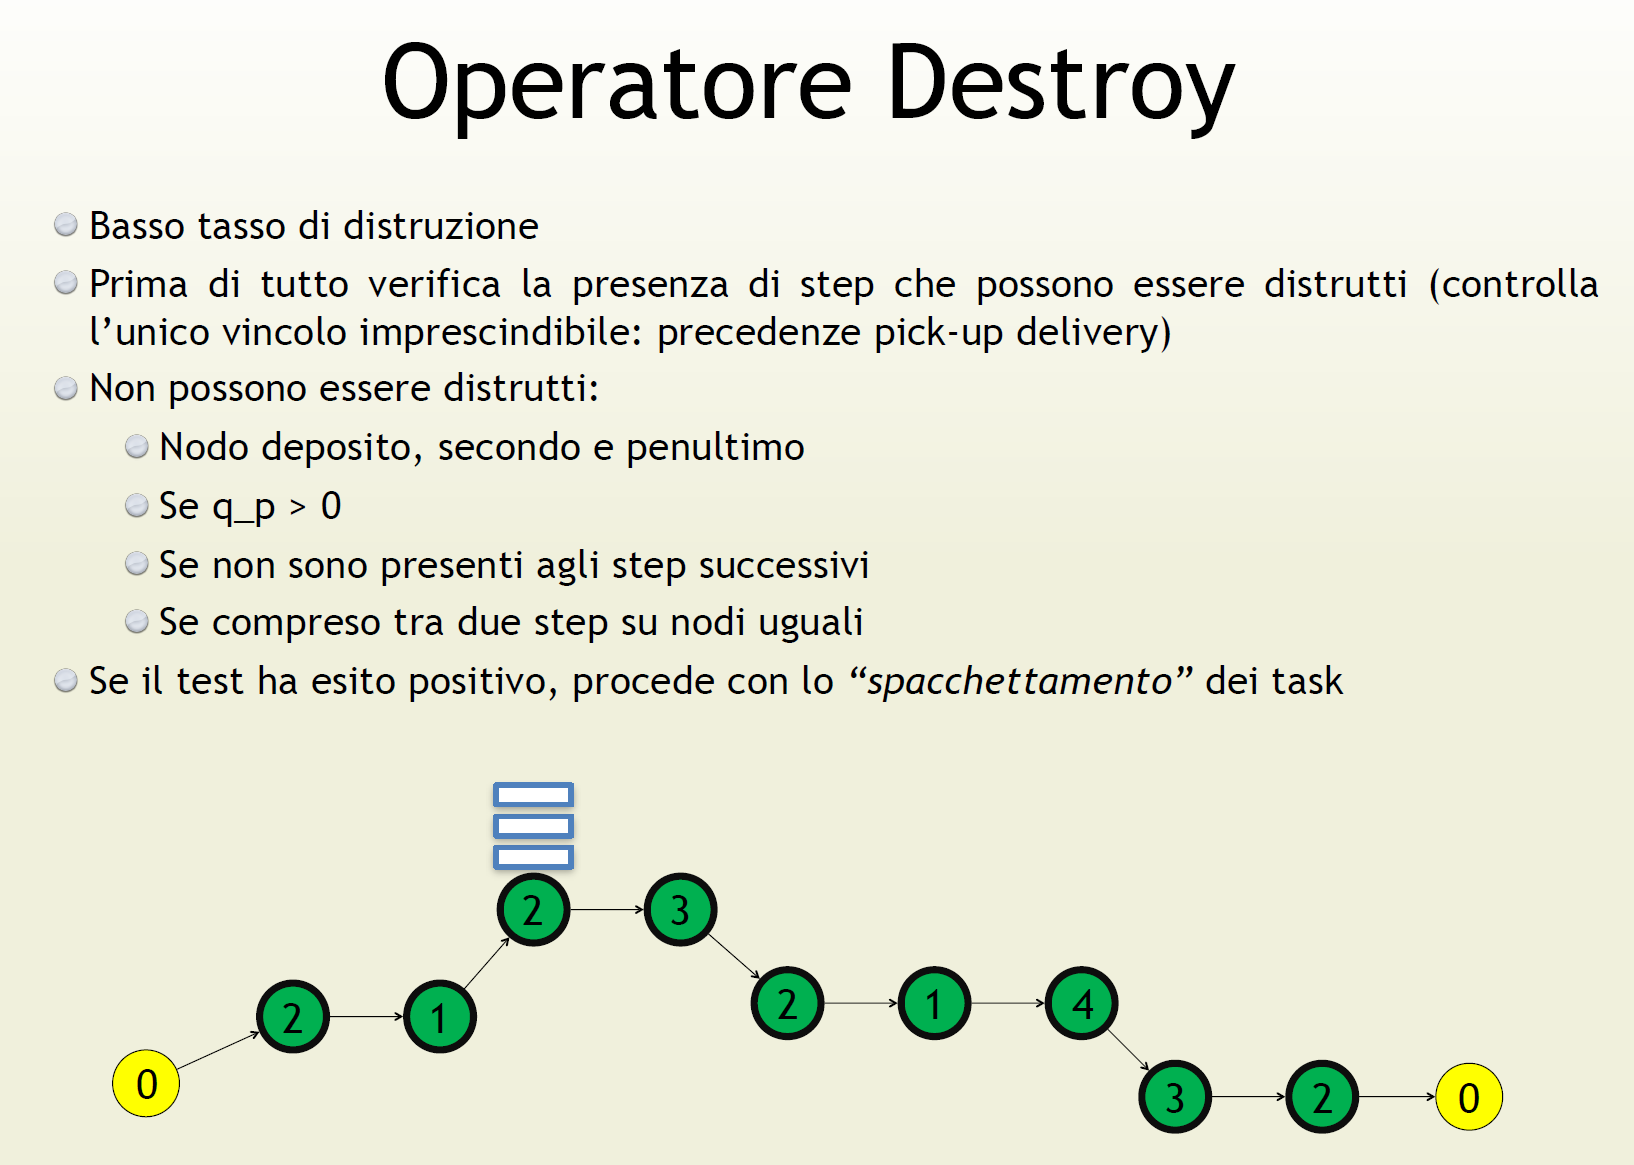 Operatore Destroy
Basso tasso di distruzione
Prima di tutto verifica la presenza di step che possono essere distrutti (controlla
l’unico vincolo imprescindibile: precedenze pick-up delivery)
Non possono essere distrutti:
Nodo deposito, secondo e penultimo
Se q_p > 0
Se non sono presenti agli step successivi
Se compreso tra due step su nodi uguali
Se il test ha esito positivo, procede con lo “spacchettamento” dei task
0
2
1
2
3
2
1
4
3
2
0